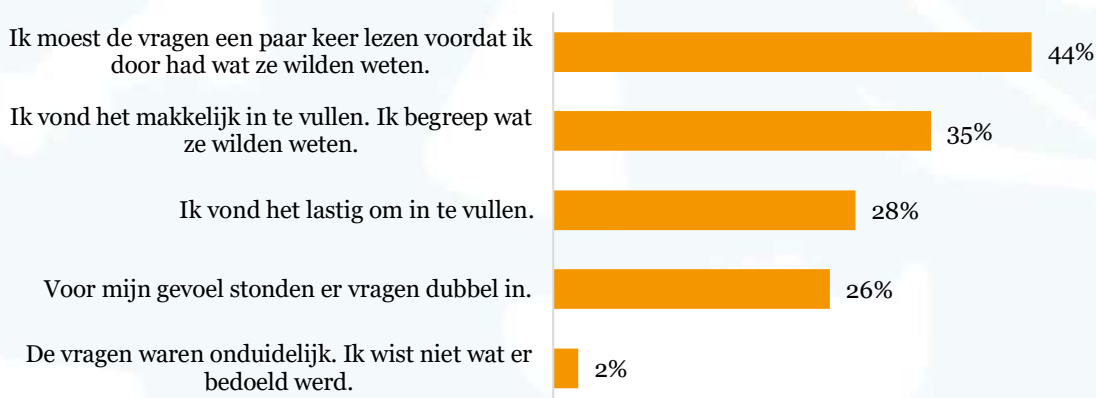 Ik moest de vragen een paar keer lezen voordat ik
door had wat ze wilden weten.
44%
Ik vond het makkelijk in te vullen. Ik begreep wat
ze wilden weten.
35%
Ik vond het lastig om in te vullen.
28%
Voor mijn gevoel stonden er vragen dubbel in.
26%
De vragen waren onduidelijk. Ik wist niet wat er
bedoeld werd.
2%